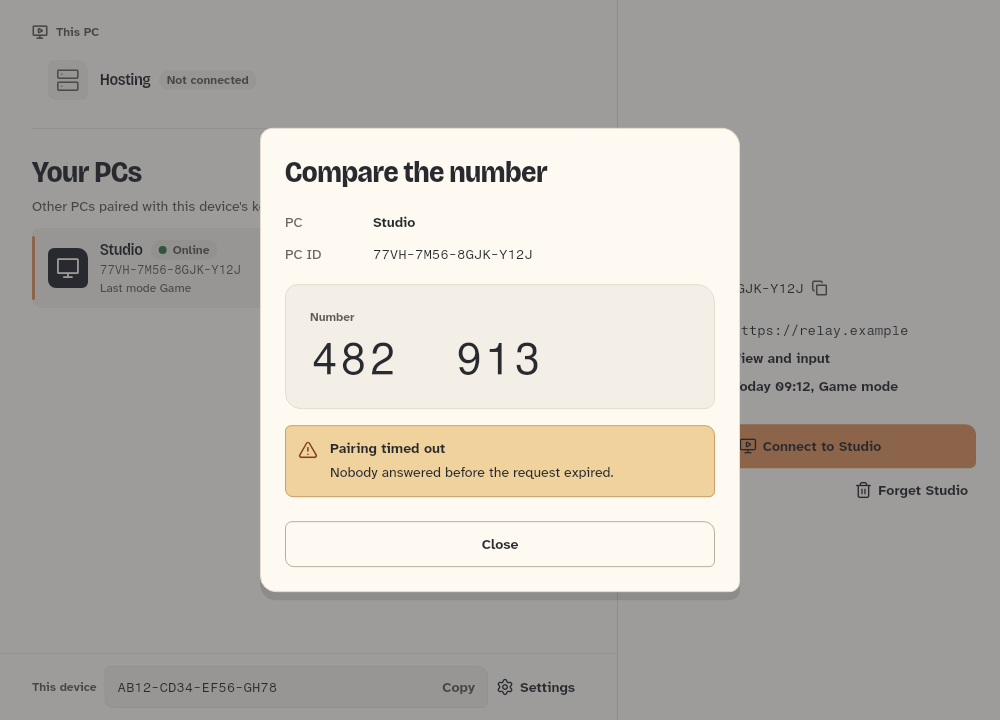 This PC
Hosting Not connected
Your PCs
Other PCs paired with this device's
Studio Online
77VH-7M56-8GJK-Y12J
Last mode Game
Compare the number
PC Studio
PC ID 77VH-7M56-8GJK-Y12J
Number
482 913
Pairing timed out
Nobody answered before the request expired.
Close
GJK-Y12J
ttps://relay.example
iew and input
oday 09:12, Game mode
Connect to Studio
Forget Studio
This device AB12-CD34-EF56-GH78 Copy Settings